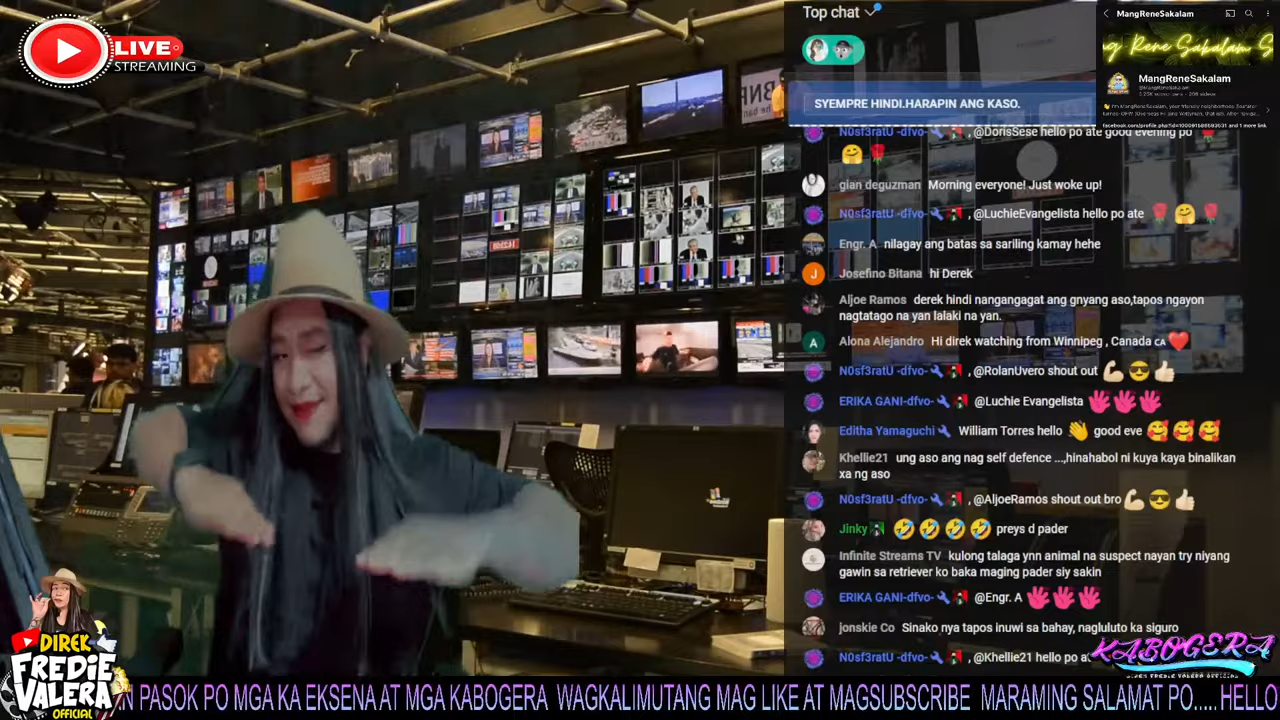 LIVE
STREAMING
Top chat
MangReneSakalam
ng Rene Sakalam S
MangReneSakalam
@MangReneSakalam
SYEMPRE HINDI.HARAPIN ANG KASO.
N0sf3ratU -dfvo- , @DorisSese hello po ate good evening po
gian deguzman Morning everyone! Just woke up!
N0sf3ratU -dfvo- , @LuchieEvangelista hello po ate
Engr. A nilagay ang batas sa sariling kamay hehe
J Josefino Bitana hi Derek
Aljoe Ramos derek hindi nangangagat ang gnyang aso,tapos ngayon
nagtatago na yan lalaki na yan.
A Alona Alejandro Hi direk watching from Winnipeg , Canada CA
N0sf3ratU -dfvo- , @RolanUvero shout out
ERIKA GANI-dfvo- @Luchie Evangelista
Editha Yamaguchi William Torres hello good eve
Khellie21 ung aso ang nag self defence ...,hinahabol ni kuya kaya binalikan
xa ng aso
N0sf3ratU -dfvo- , @AljoeRamos shout out bro
Jinky preys d pader
Infinite Streams TV kulong talaga ynn animal na suspect nayan try niyang
gawin sa retriever ko baka maging pader siy sakin
ERIKA GANI-dfvo- @Engr. A
jonskie Co Sinako nya tapos inuwi sa bahay, nagluluto ka siguro
N0sf3ratU -dfvo- , @Khellie21 hello po at
KABOGERA
DIREK FREDIE VALERA OFFICIAL
DIREK
FREDIE
VALERA
OFFICIAL
N PASOK PO MGA KA EKSENA AT MGA KABOGERA WAGKALIMUTANG MAG LIKE AT MAGSUBSCRIBE MARAMING SALAMAT PO..... HELLO